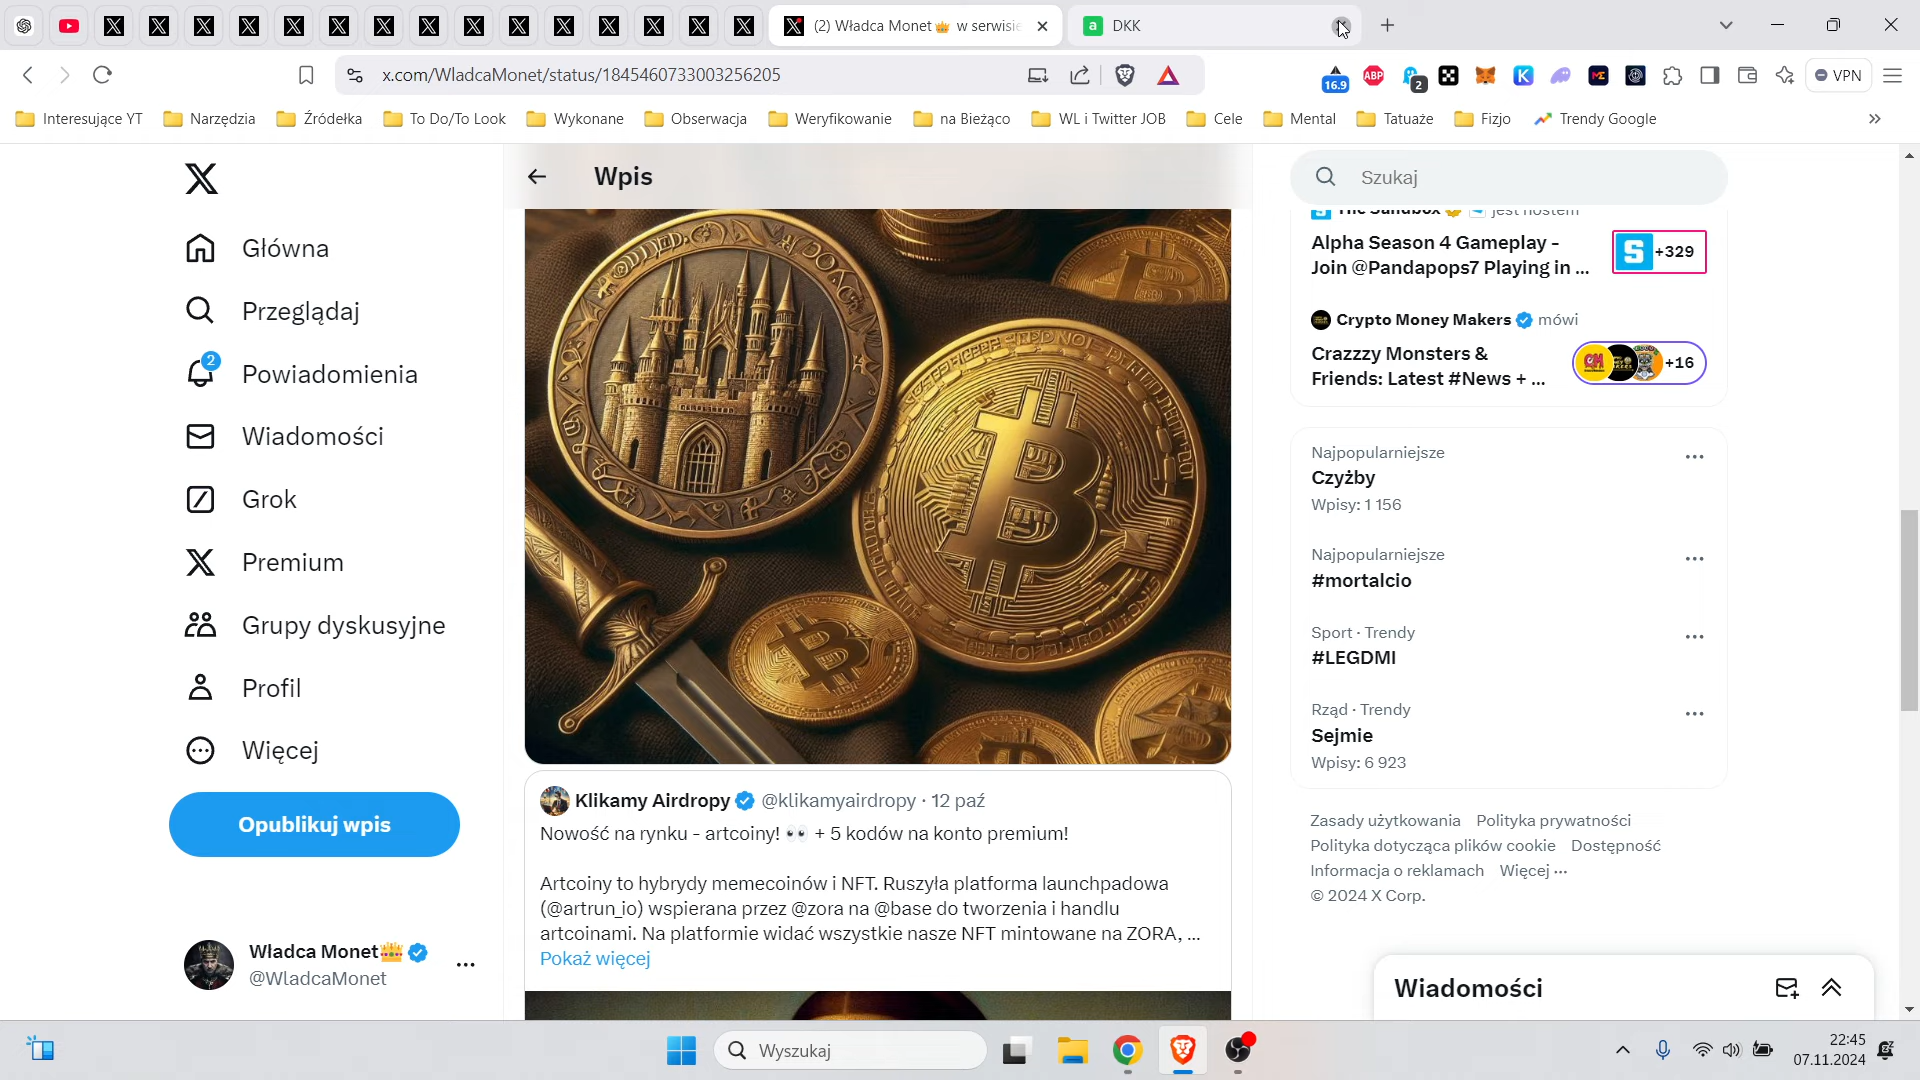 (2) Władca Monet👑 w serwisie
DKK
x.com/WladcaMonet/status/1845460733003256205
16.9
ABP
2
VPN
Interesujące YT
Narzędzia
Źródełka
To Do/To Look
Wykonane
Obserwacja
Weryfikowanie
na Bieżąco
WL i Twitter JOB
Cele
Mental
Tatuaże
Fizjo
Trendy Google
Główna
Przeglądaj
2
Powiadomienia
Wiadomości
Grok
Premium
Grupy dyskusyjne
Profil
Więcej
Opublikuj wpis
Władca Monet👑
@WladcaMonet
Wpis
Klikamy Airdropy @klikamyairdropy · 12 paź
Nowość na rynku - artcoiny! 👀 + 5 kodów na konto premium!
Artcoiny to hybrydy memecoinów i NFT. Ruszyła platforma launchpadowa
(@artrun_io) wspierana przez @zora na @base do tworzenia i handlu
artcoinami. Na platformie widać wszystkie nasze NFT mintowane na ZORA, ...
Pokaż więcej
Szukaj
The Sandbox jest hostem
Alpha Season 4 Gameplay -
Join @Pandapops7 Playing in ...
+329
Crypto Money Makers mówi
Crazzzy Monsters &
Friends: Latest #News + ...
+16
Najpopularniejsze
Czyżby
Wpisy: 1 156
Najpopularniejsze
#mortalcio
Sport · Trendy
#LEGDMI
Rząd · Trendy
Sejmie
Wpisy: 6 923
Zasady użytkowania Polityka prywatności
Polityka dotycząca plików cookie Dostępność
Informacja o reklamach Więcej ···
© 2024 X Corp.
Wiadomości
Wyszukaj
22:45
07.11.2024